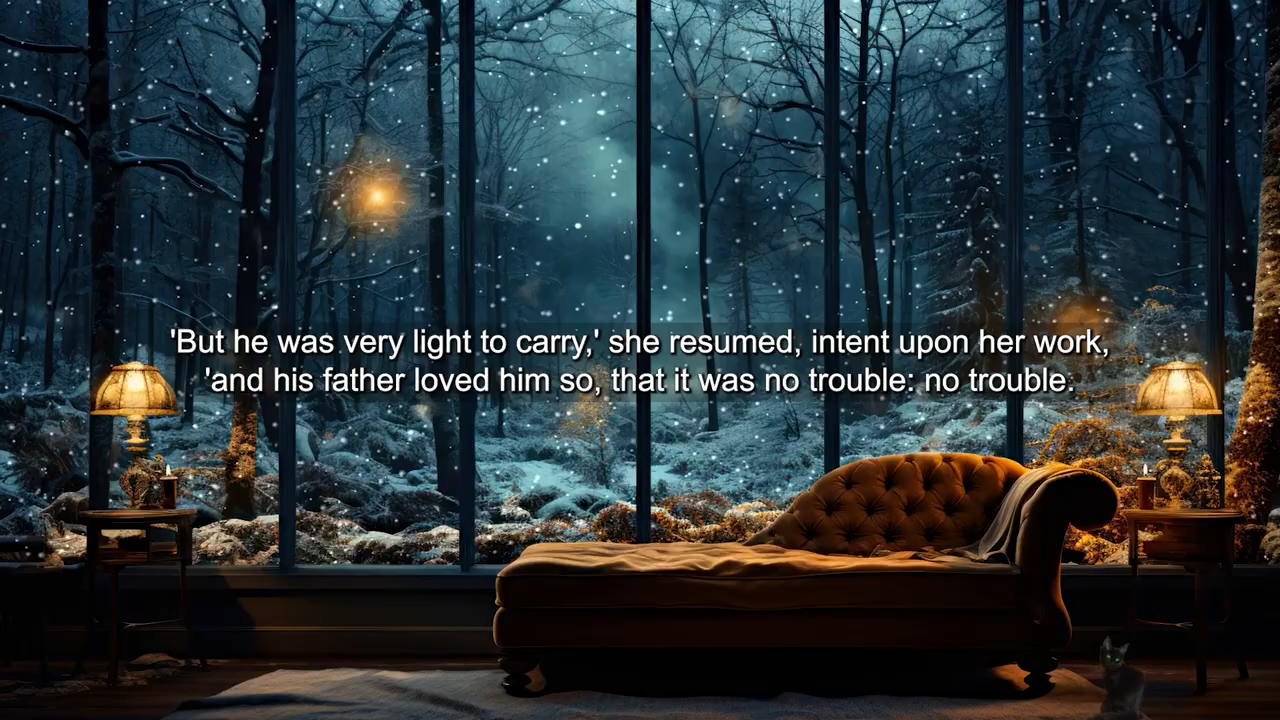 'But he was very light to carry,' she resumed, intent upon her work,
'and his father loved him so, that it was no trouble: no trouble.